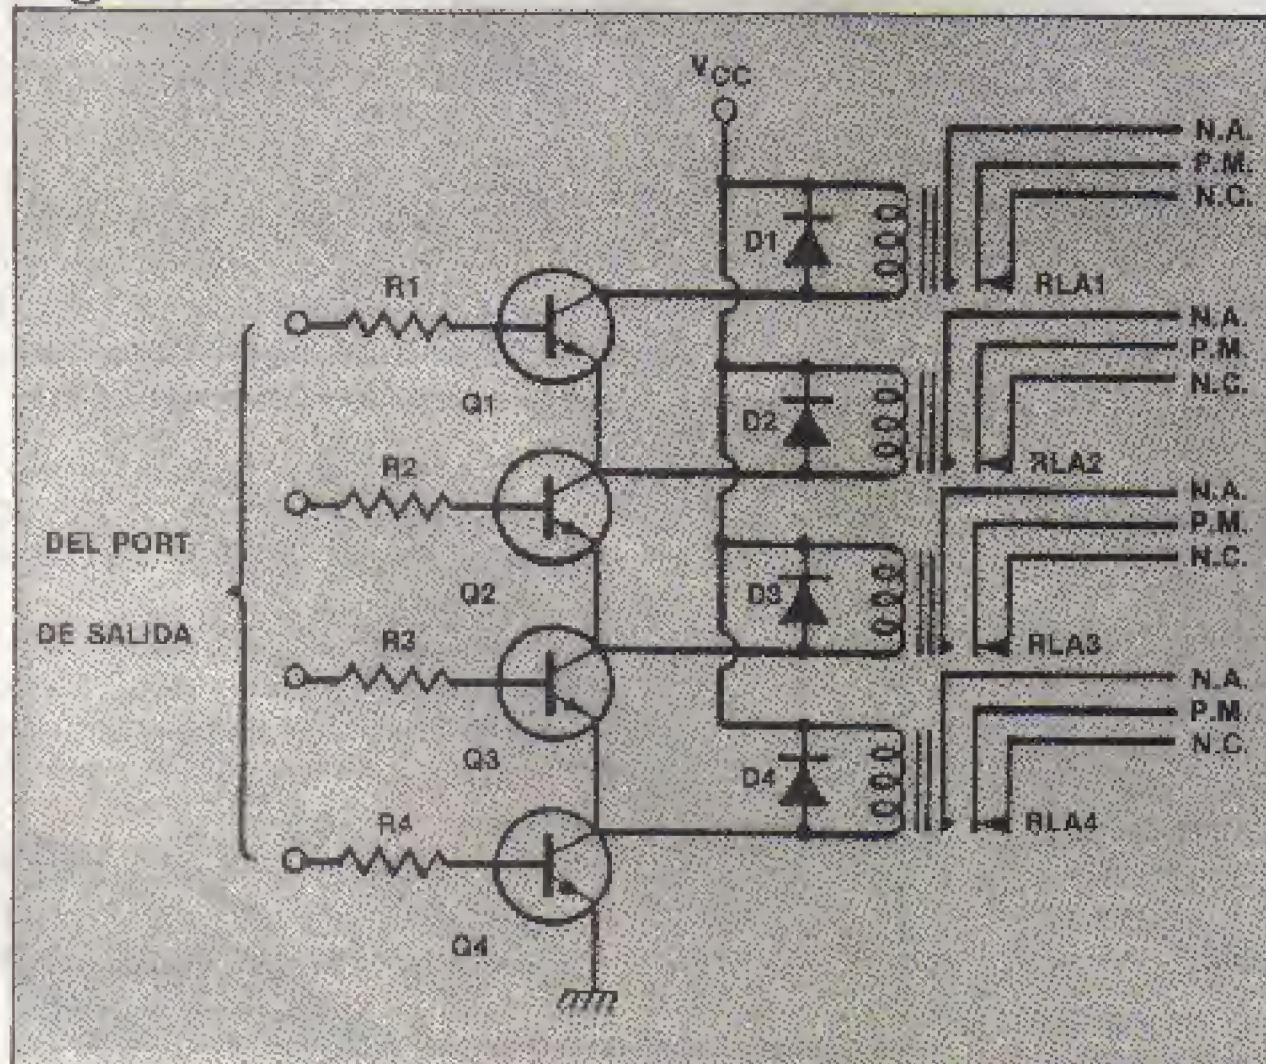 VCC
N.A.
P.M.
N.C.
D1
R1
RLA1
N.A.
P.M.
N.C.
Q1
D2
R2
RLA2
N.A.
P.M.
N.C.
DEL PORT
DE SALIDA
Q2
D3
R3
RLA3
N.A.
P.M.
N.C.
Q3
D4
R4
RLA4
Q4